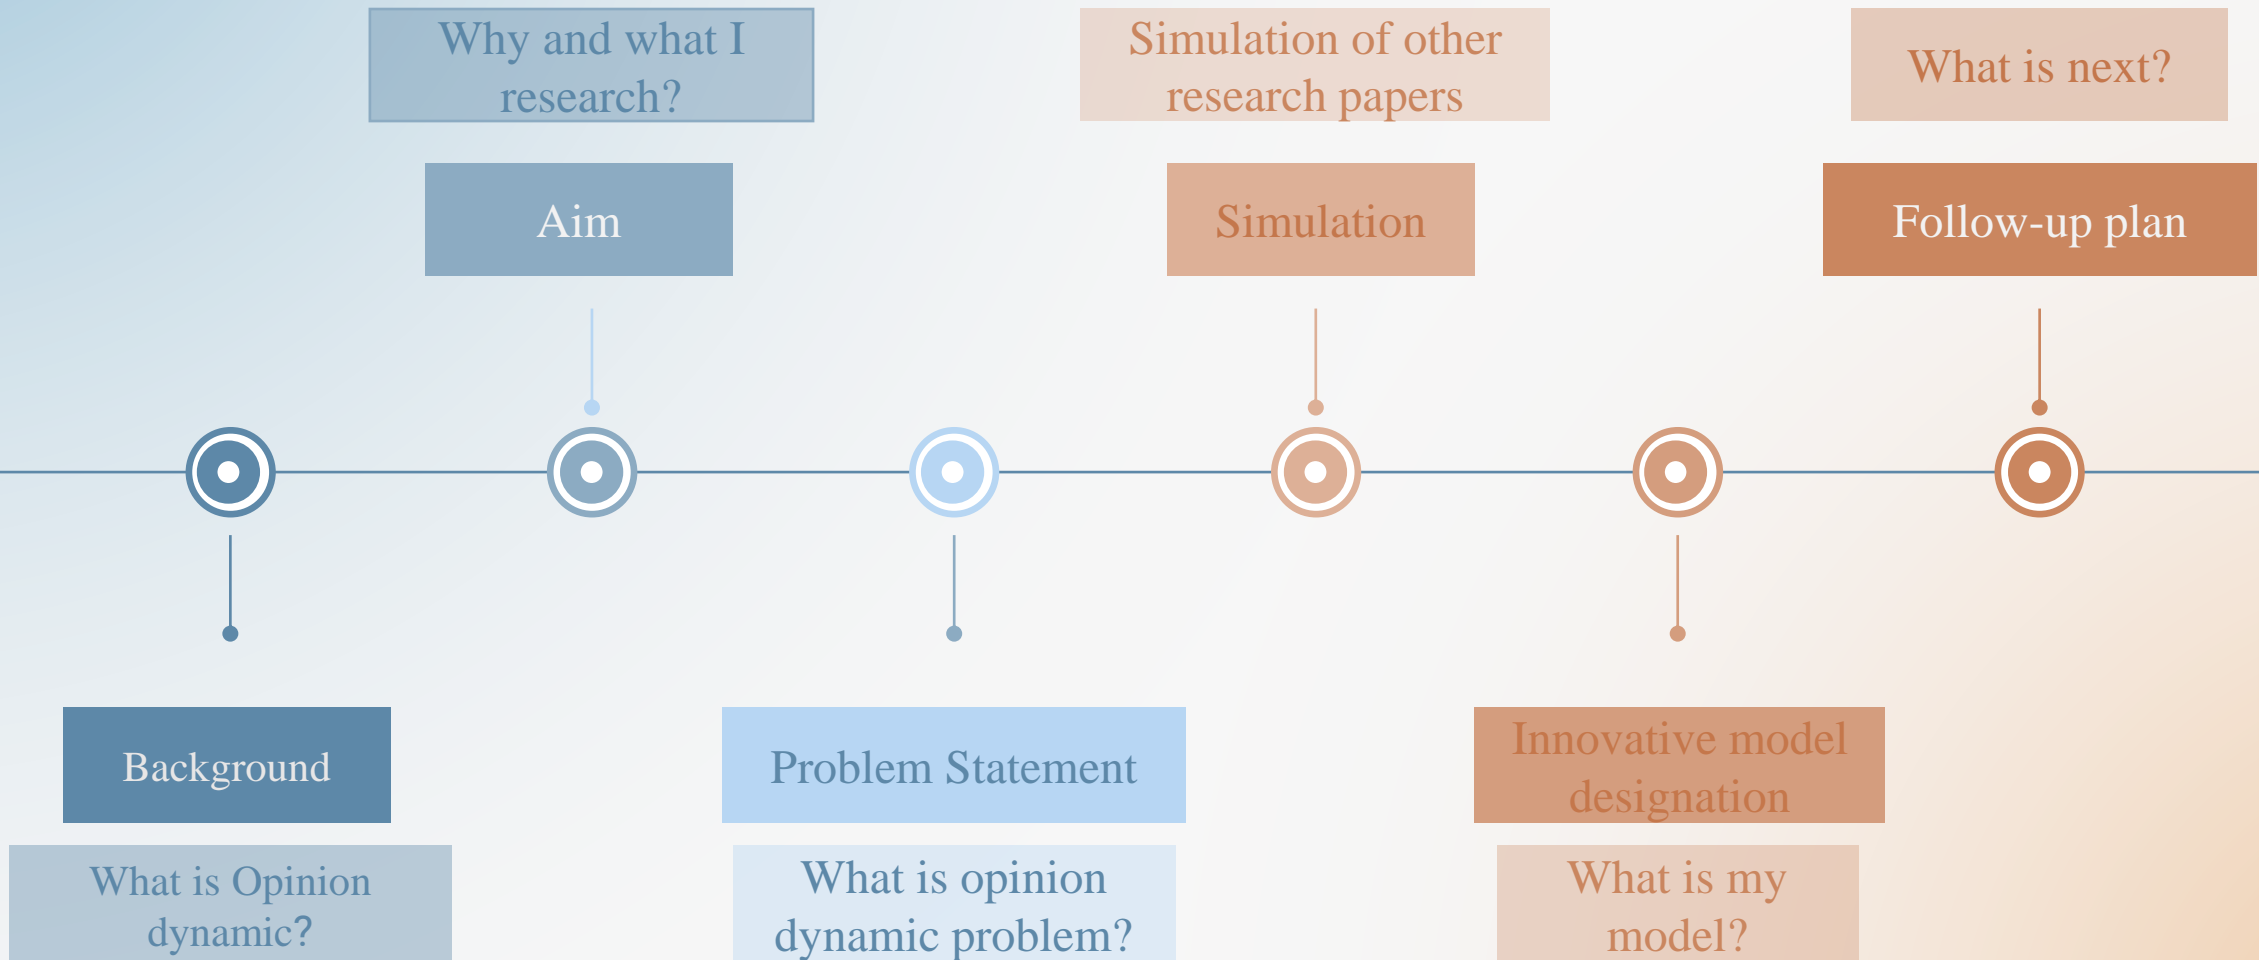 Why and what I
research?
Simulation of other
research papers
What is next?
Aim
Simulation
Follow-up plan
Background
Problem Statement
Innovative model
designation
What is Opinion
dynamic?
What is opinion
dynamic problem?
What is my
model?